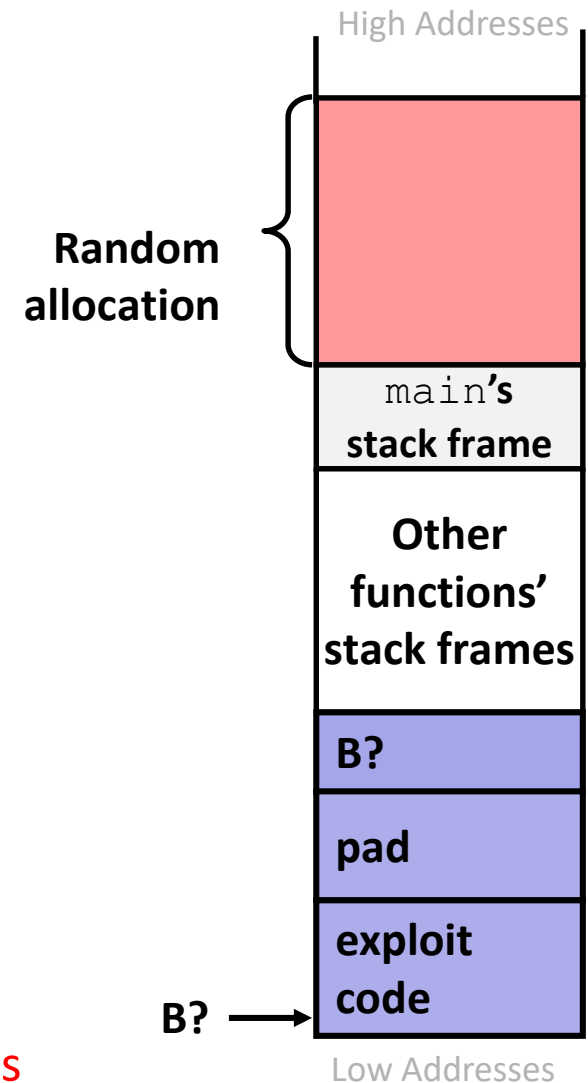 High Addresses
Random
allocation
main's
stack frame
Other
functions'
stack frames
B?
pad
exploit
code
B?
s
Low Addresses